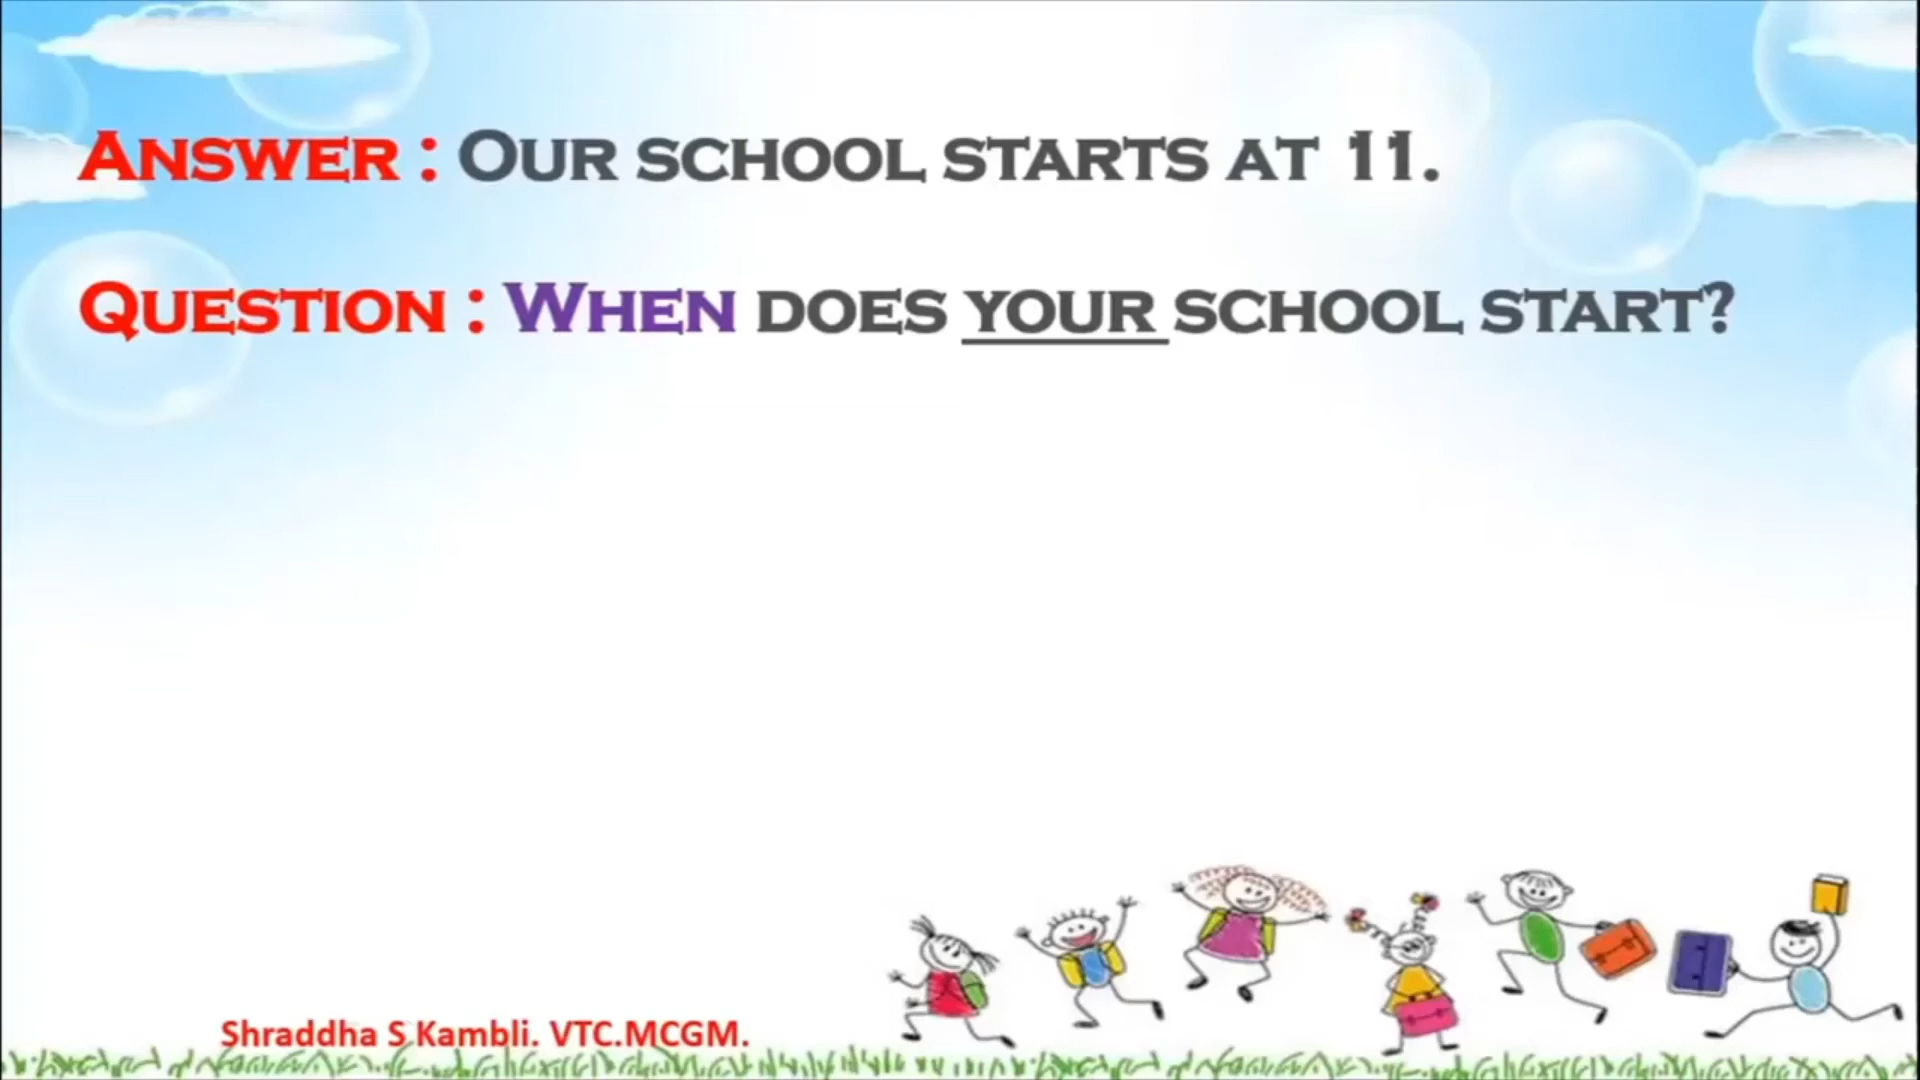 Answer : Our school starts at 11.
Question : When does your school start?
Shraddha S Kambli. VTC.MCGM.